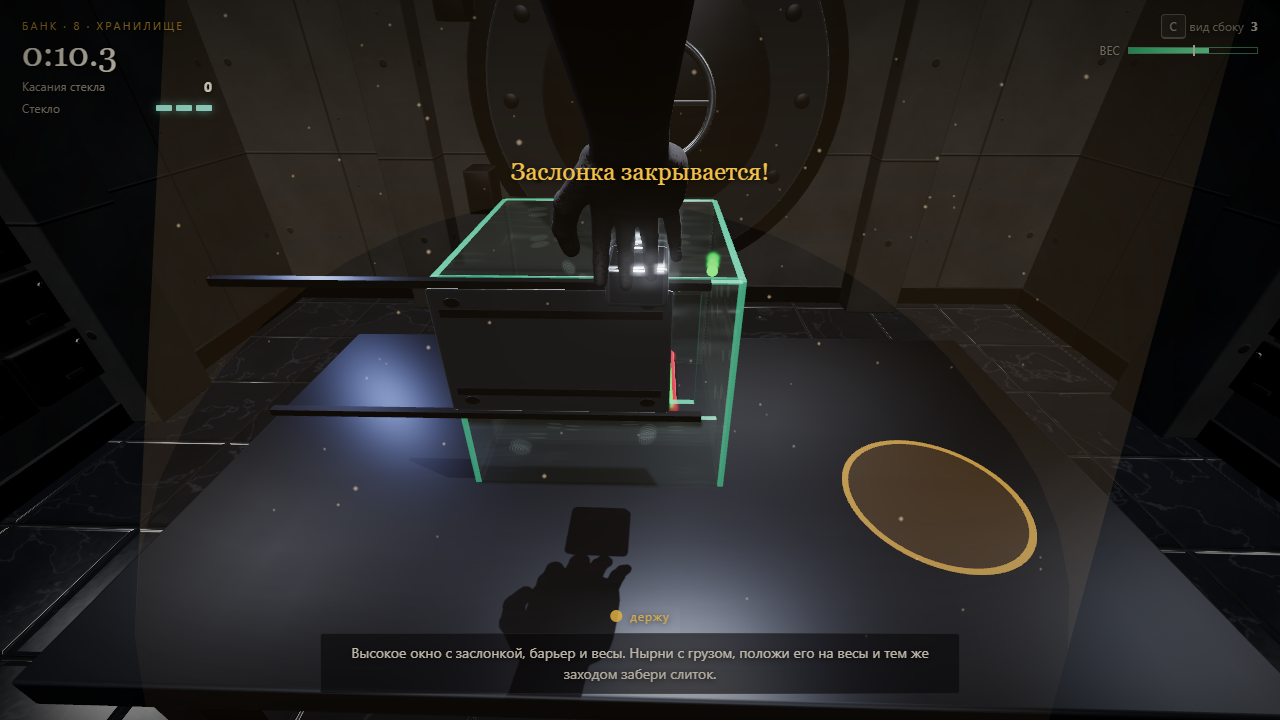 БАНК · 8 · ХРАНИЛИЩЕ
0:10.3
Касания стекла 0
Стекло
C вид сбоку 3
ВЕС
Заслонка закрывается!
держу
Высокое окно с заслонкой, барьер и весы. Нырни с грузом, положи его на весы и тем же
заходом забери слиток.